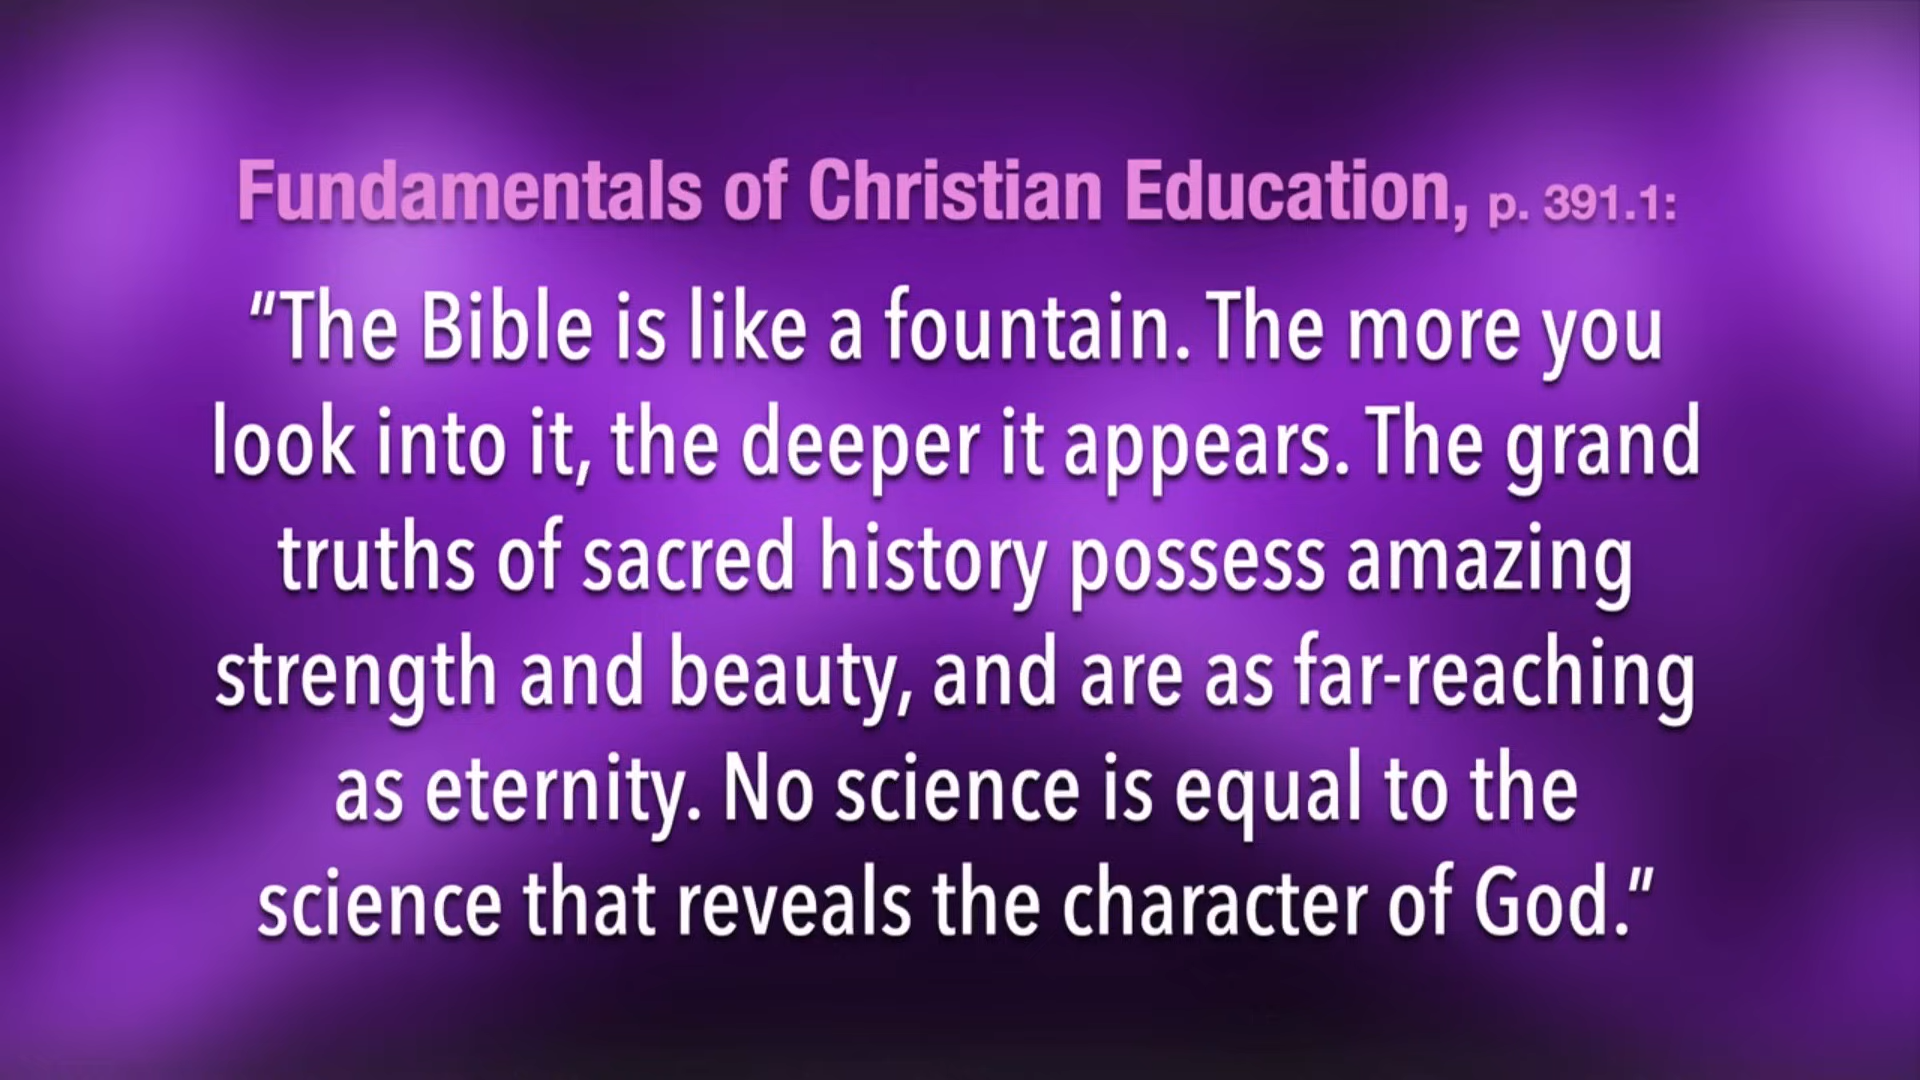 Fundamentals of Christian Education, p. 391.1:
"The Bible is like a fountain. The more you
look into it, the deeper it appears. The grand
truths of sacred history possess amazing
strength and beauty, and are as far-reaching
as eternity. No science is equal to the
science that reveals the character of God."